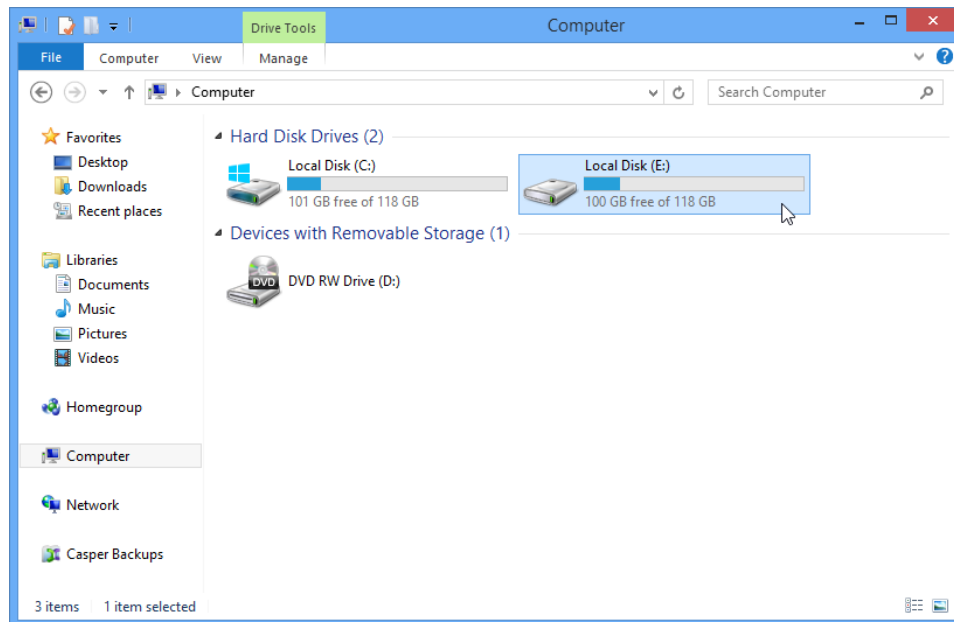 Drive Tools
Computer
File
Computer
View
Manage
Computer
Search Computer
Favorites
Desktop
Downloads
Recent places
Libraries
Documents
Music
Pictures
Videos
Homegroup
Computer
Network
Casper Backups
Hard Disk Drives (2)
Local Disk (C:)
101 GB free of 118 GB
Local Disk (E:)
100 GB free of 118 GB
Devices with Removable Storage (1)
DVD
DVD RW Drive (D:)
3 items
1 item selected